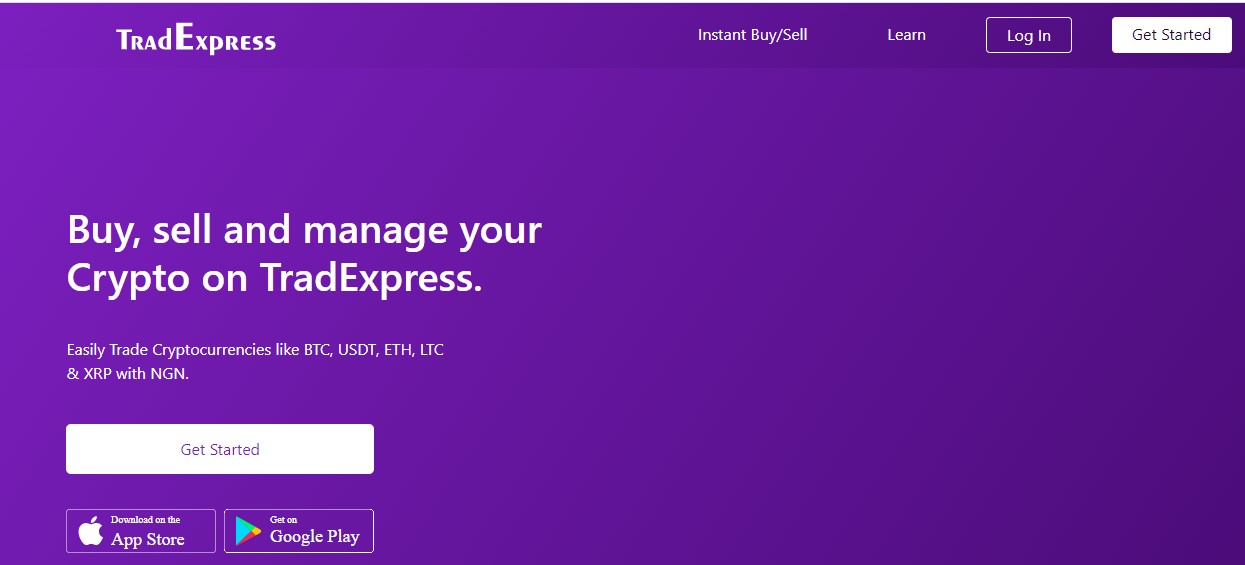 TradExpress
Instant Buy/Sell
Learn
Log In
Get Started
Buy, sell and manage your
Crypto on TradExpress.
Easily Trade Cryptocurrencies like BTC, USDT, ETH, LTC
& XRP with NGN.
Get Started
Download on the
App Store
Get on
Google Play